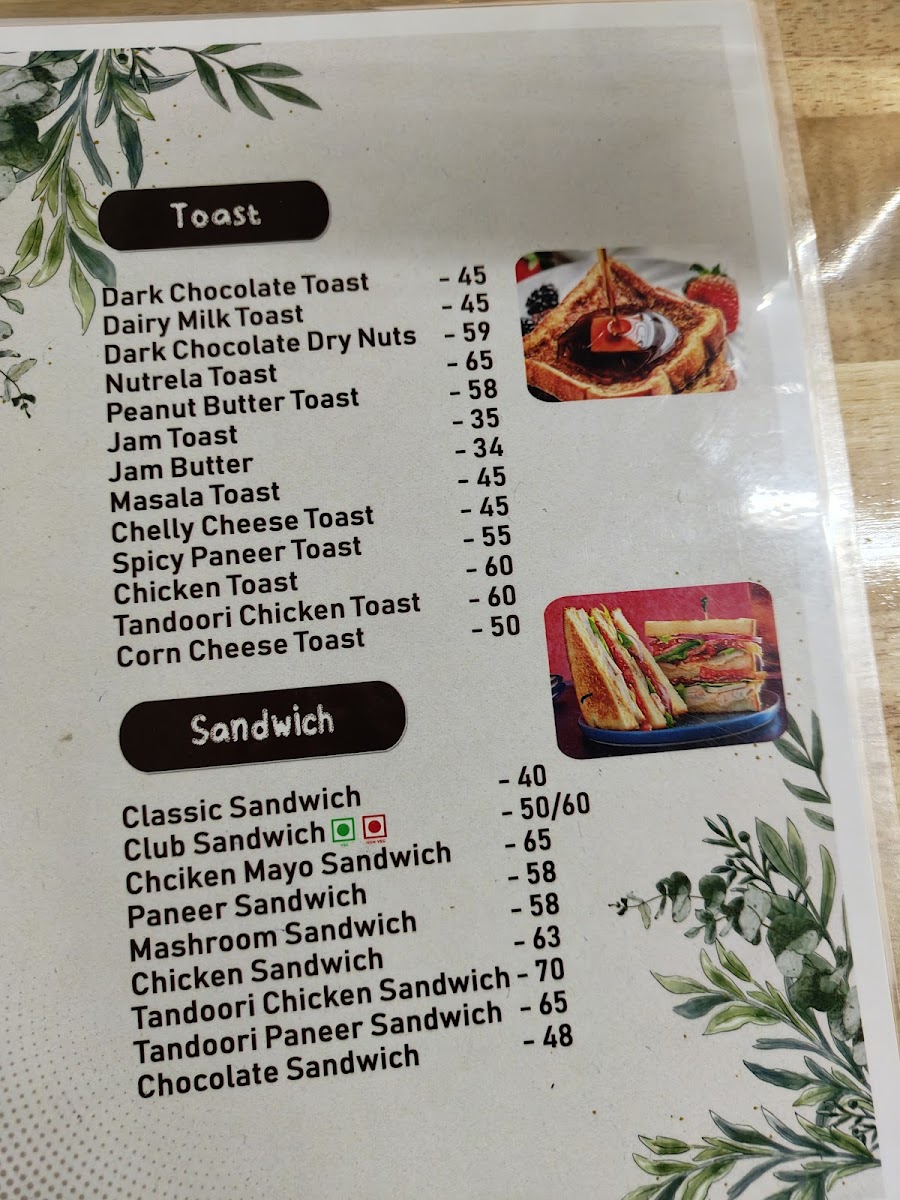 Toast
Dark Chocolate Toast - 45
Dairy Milk Toast - 45
Dark Chocolate Dry Nuts - 59
Nutrela Toast - 65
Peanut Butter Toast - 58
Jam Toast - 35
Jam Butter - 34
Masala Toast - 45
Chelly Cheese Toast - 45
Spicy Paneer Toast - 55
Chicken Toast - 60
Tandoori Chicken Toast - 60
Corn Cheese Toast - 50
Sandwich
Classic Sandwich - 40
Club Sandwich VEG NON VEG - 50/60
Chciken Mayo Sandwich - 65
Paneer Sandwich - 58
Mashroom Sandwich - 58
Chicken Sandwich - 63
Tandoori Chicken Sandwich - 70
Tandoori Paneer Sandwich - 65
Chocolate Sandwich - 48